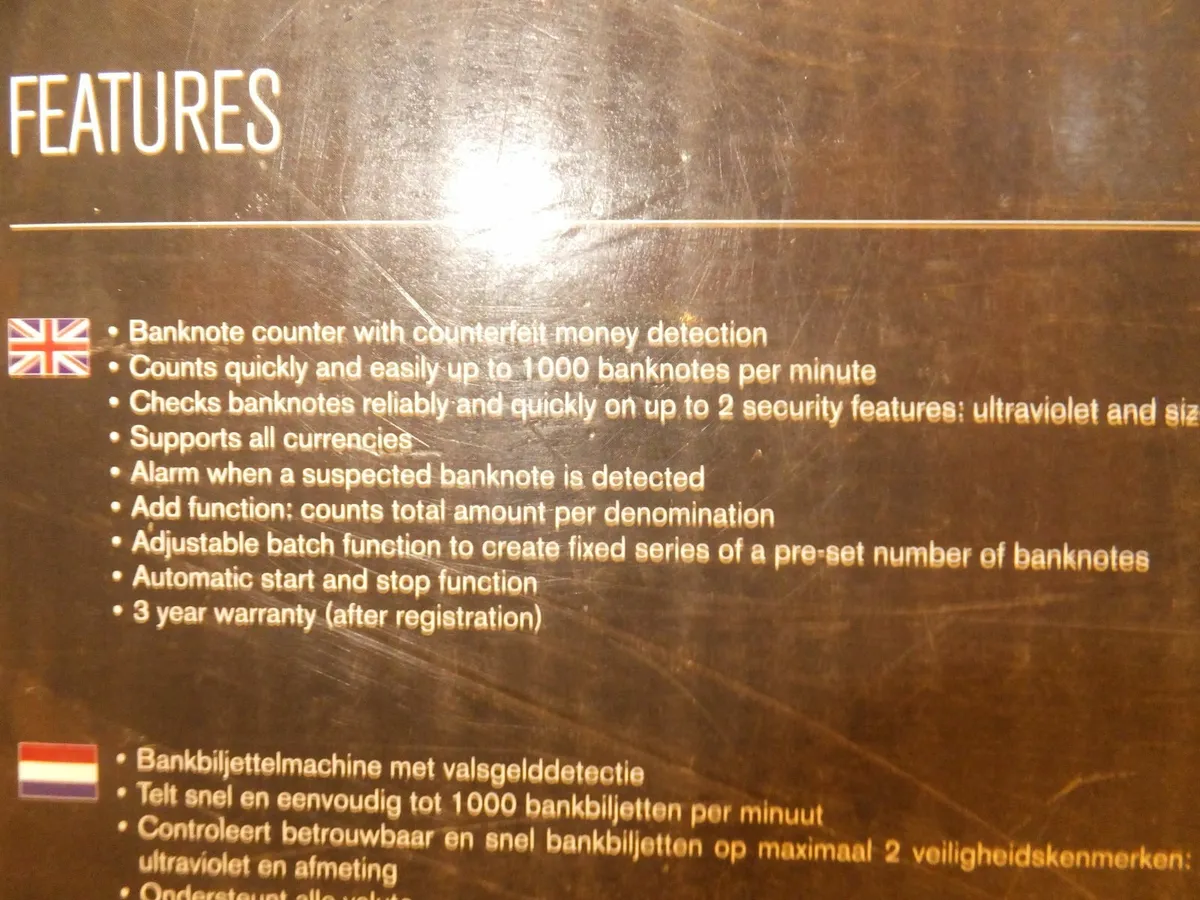 FEATURES
• Banknote counter with counterfeit money detection
• Counts quickly and easily up to 1000 banknotes per minute
• Checks banknotes reliably and quickly on up to 2 security features: ultraviolet and siz
• Supports all currencies
• Alarm when a suspected banknote is detected
• Add function: counts total amount per denomination
• Adjustable batch function to create fixed series of a pre-set number of banknotes
• Automatic start and stop function
• 3 year warranty (after registration)
• Bankbiljettelmachine met valsgelddetectie
• Telt snel en eenvoudig tot 1000 bankbiljetten per minuut
• Controleert betrouwbaar en snel bankbiljetten op maximaal 2 veiligheidskenmerken:
ultraviolet en afmeting
• Ondersteunt alle valuta